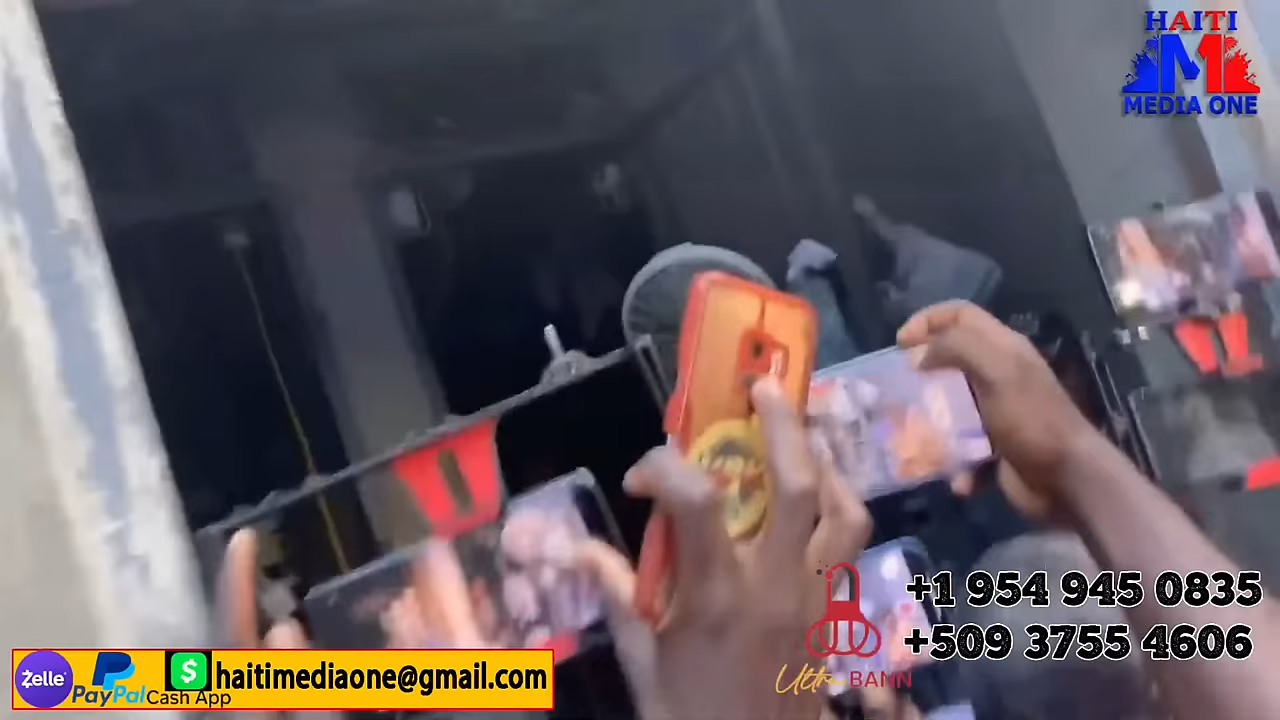 HAITI
M
MEDIA ONE
+1 954 945 0835
+509 3755 4606
Ultra BANN
Zelle
PayPal
$
Cash App
haitimediaone@gmail.com